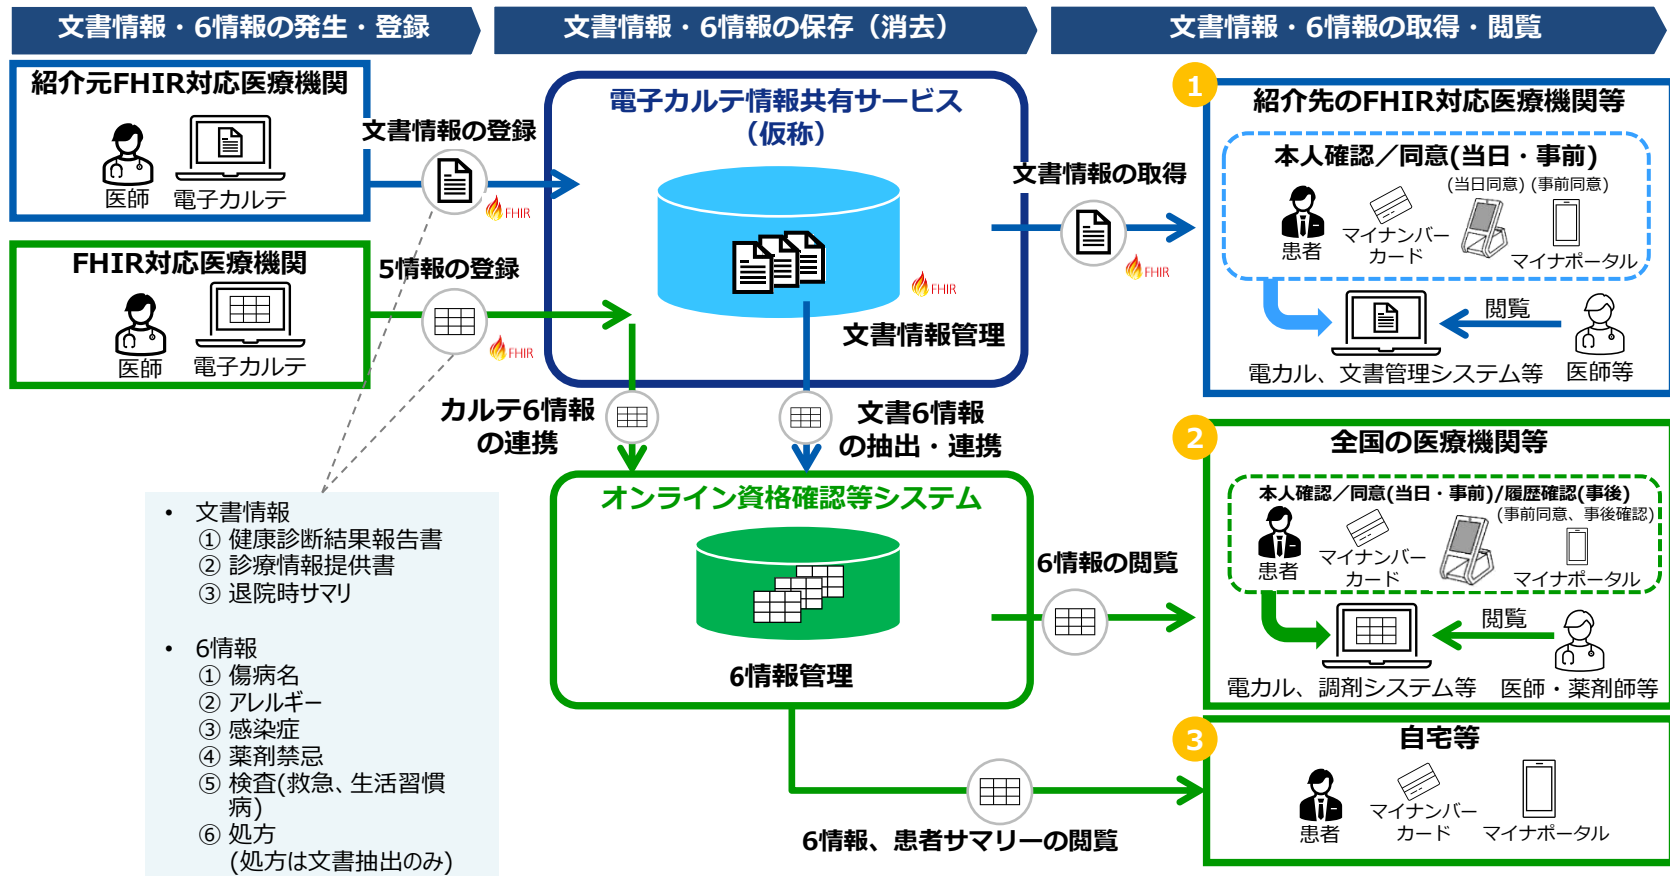 文書情報・6情報の発生・登録
文書情報・6情報の保存（消去）
文書情報・6情報の取得・閲覧
紹介元FHIR対応医療機関
医師
電子カルテ
文書情報の登録
FHIR
FHIR対応医療機関
医師
電子カルテ
5情報の登録
FHIR
電子カルテ情報共有サービス
（仮称）
FHIR
文書情報管理
文書情報の取得
FHIR
カルテ6情報
の連携
文書6情報
の抽出・連携
オンライン資格確認等システム
6情報管理
6情報の閲覧
6情報、患者サマリーの閲覧
• 文書情報
① 健康診断結果報告書
② 診療情報提供書
③ 退院時サマリ
• 6情報
① 傷病名
② アレルギー
③ 感染症
④ 薬剤禁忌
⑤ 検査(救急、生活習慣
病)
⑥ 処方
(処方は文書抽出のみ)
1
紹介先のFHIR対応医療機関等
本人確認／同意(当日・事前)
(当日同意) (事前同意)
患者
マイナンバー
カード
マイナポータル
閲覧
電カル、文書管理システム等
医師等
2
全国の医療機関等
本人確認／同意(当日・事前)/履歴確認(事後)
(事前同意、事後確認)
患者
マイナンバー
カード
マイナポータル
閲覧
電カル、調剤システム等
医師・薬剤師等
3
自宅等
患者
マイナンバー
カード
マイナポータル